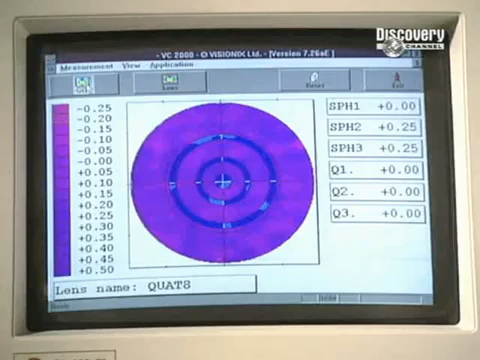 Discovery
CHANNEL
- VC 2000 - © VISIONIX Ltd. - [Version 7.26aE ]
Measurement View Application
Lens
Reset
Exit
-0.25
-0.20
-0.15
-0.10
-0.05
-0.00
+0.05
+0.10
+0.15
+0.20
+0.25
+0.30
+0.35
+0.40
+0.45
+0.50
SPH1 +0.00
SPH2 +0.25
SPH3 +0.25
Q1. +0.00
Q2. +0.00
Q3. +0.00
Lens name: QUAT8